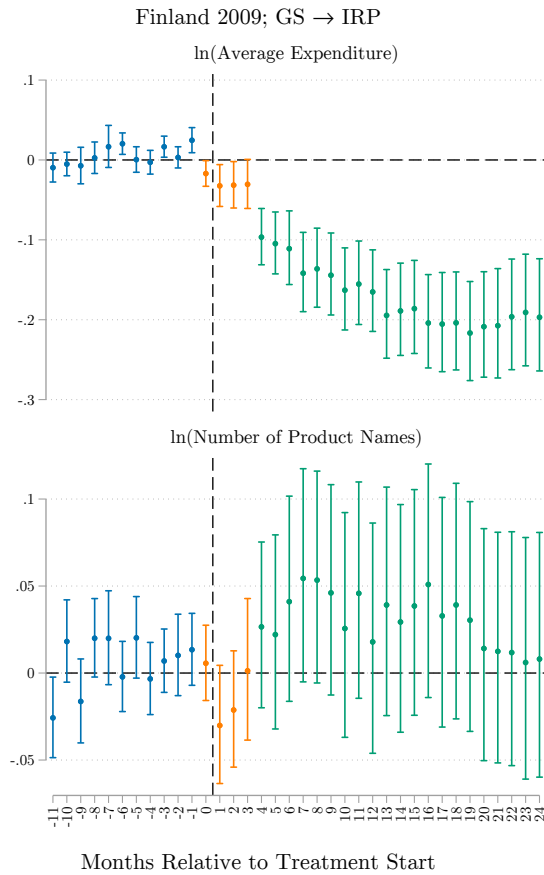 Finland 2009; GS → IRP
ln(Average Expenditure)
.1
0
-.1
-.2
-.3
ln(Number of Product Names)
.1
.05
0
-.05
-11 -10 -9 -8 -7 -6 -5 -4 -3 -2 -1 0 1 2 3 4 5 6 7 8 9 10 11 12 13 14 15 16 17 18 19 20 21 22 23 24
Months Relative to Treatment Start